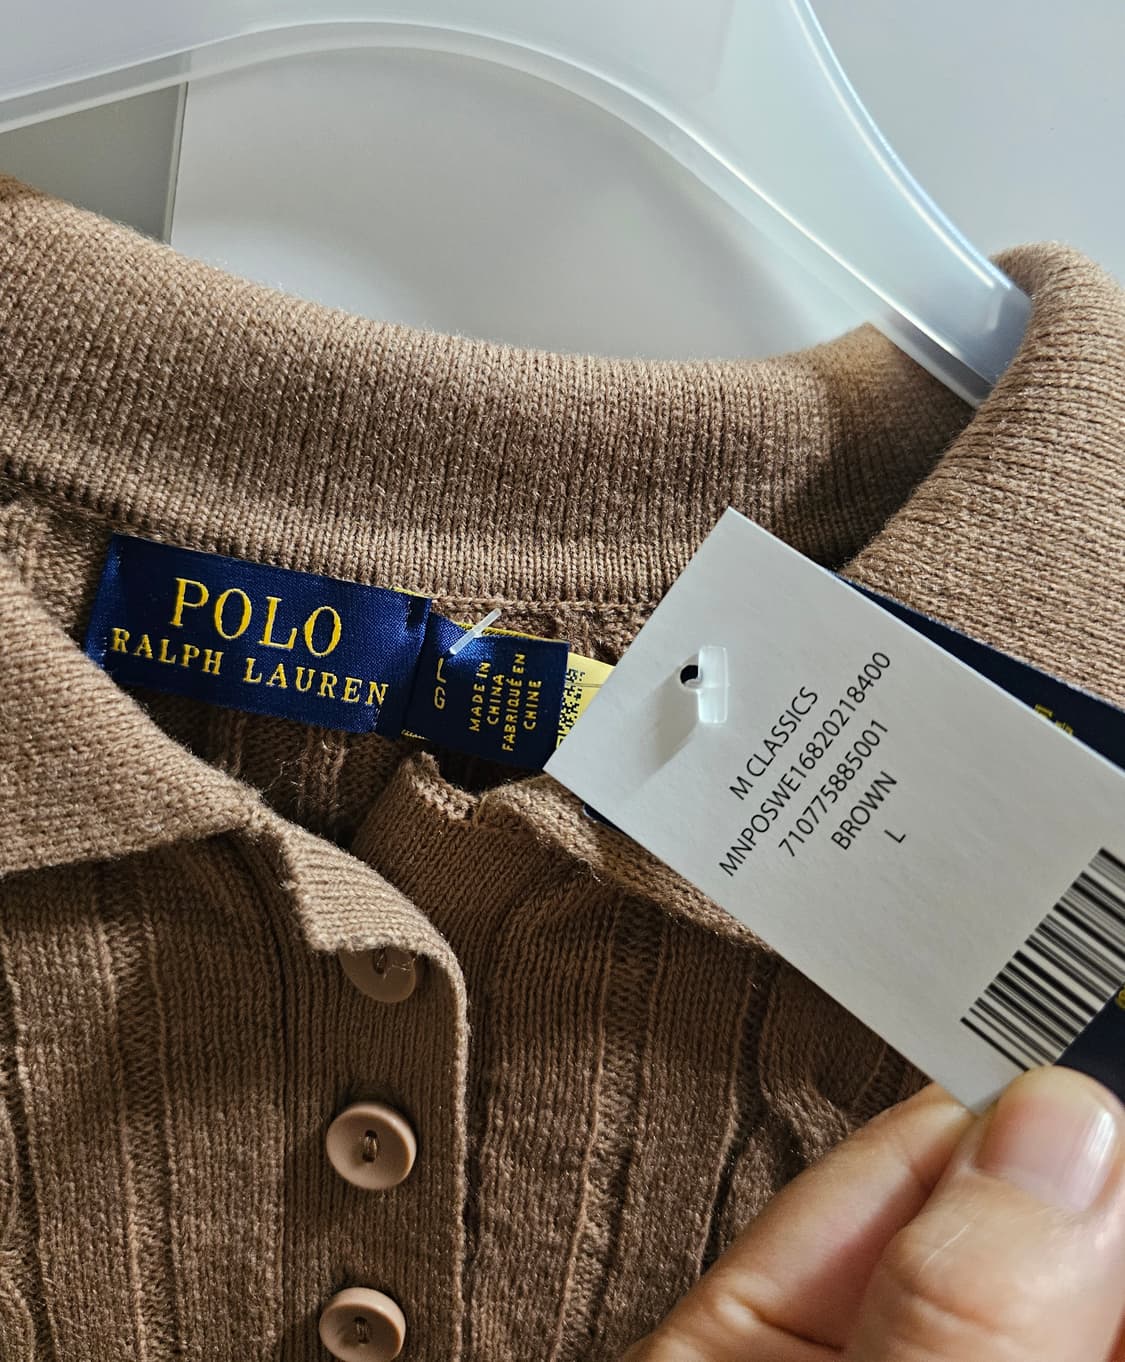 POLO
RALPH LAUREN
L
G
MADE IN
CHINA
FABRIQUÉ EN
CHINE
M CLASSICS
MNPOSWE16820218400
710775885001
BROWN
L